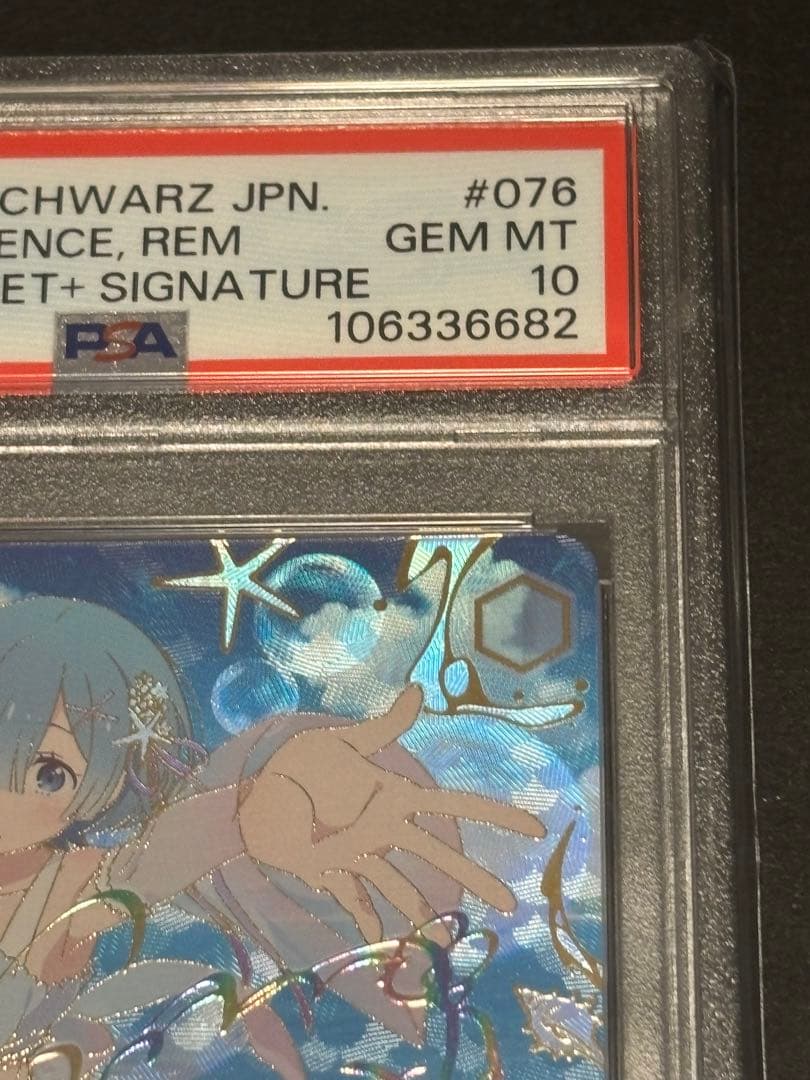 CHWARZ JPN. #076
ENCE, REM GEM MT
ET+ SIGNATURE 10
PSA 106336682